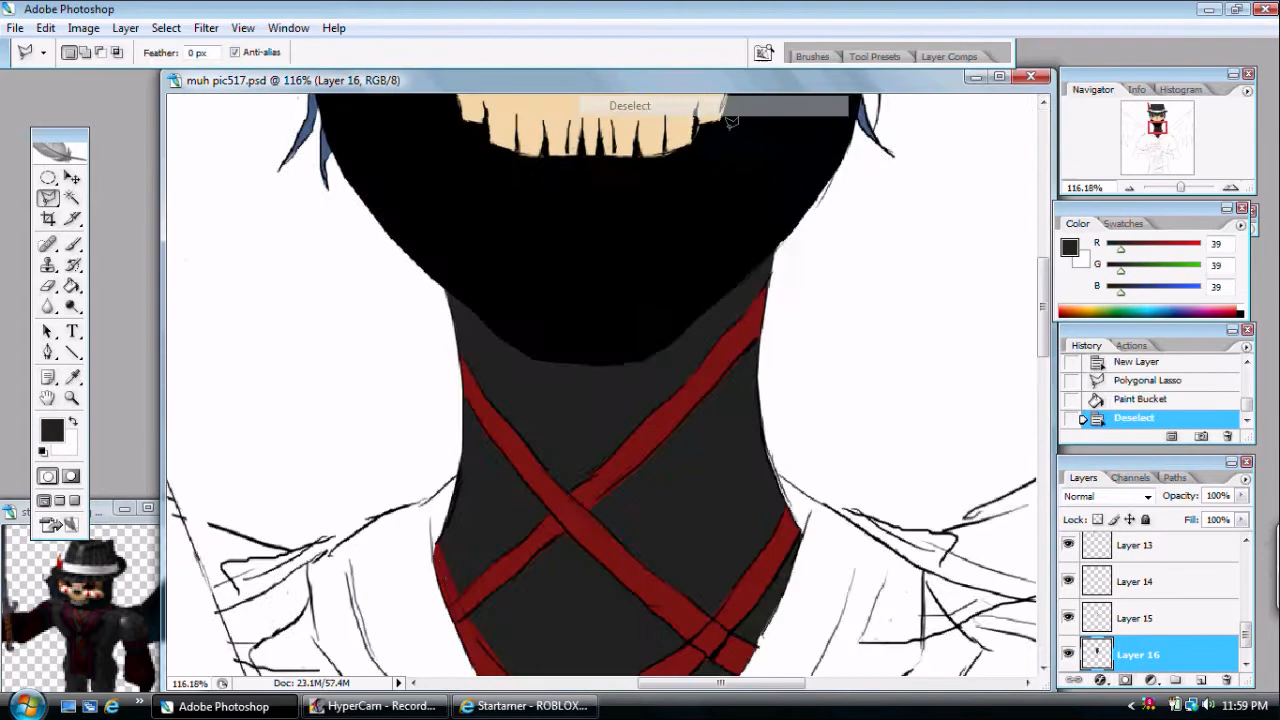 Adobe Photoshop
File Edit Image Layer Select Filter View Window Help
Feather: 0 px Anti-alias
Brushes Tool Presets Layer Comps
muh pic517.psd @ 116% (Layer 16, RGB/8)
Deselect
Navigator Info Histogram
116.18%
Color Swatches
R 39
G 39
B 39
History Actions
New Layer
Polygonal Lasso
Paint Bucket
Deselect
Layers Channels Paths
Normal Opacity: 100%
Lock: Fill: 100%
Layer 13
Layer 14
Layer 15
Layer 16
116.18% Doc: 23.1M/57.4M
Adobe Photoshop HyperCam - Record... Startamer - ROBLOX... 11:59 PM